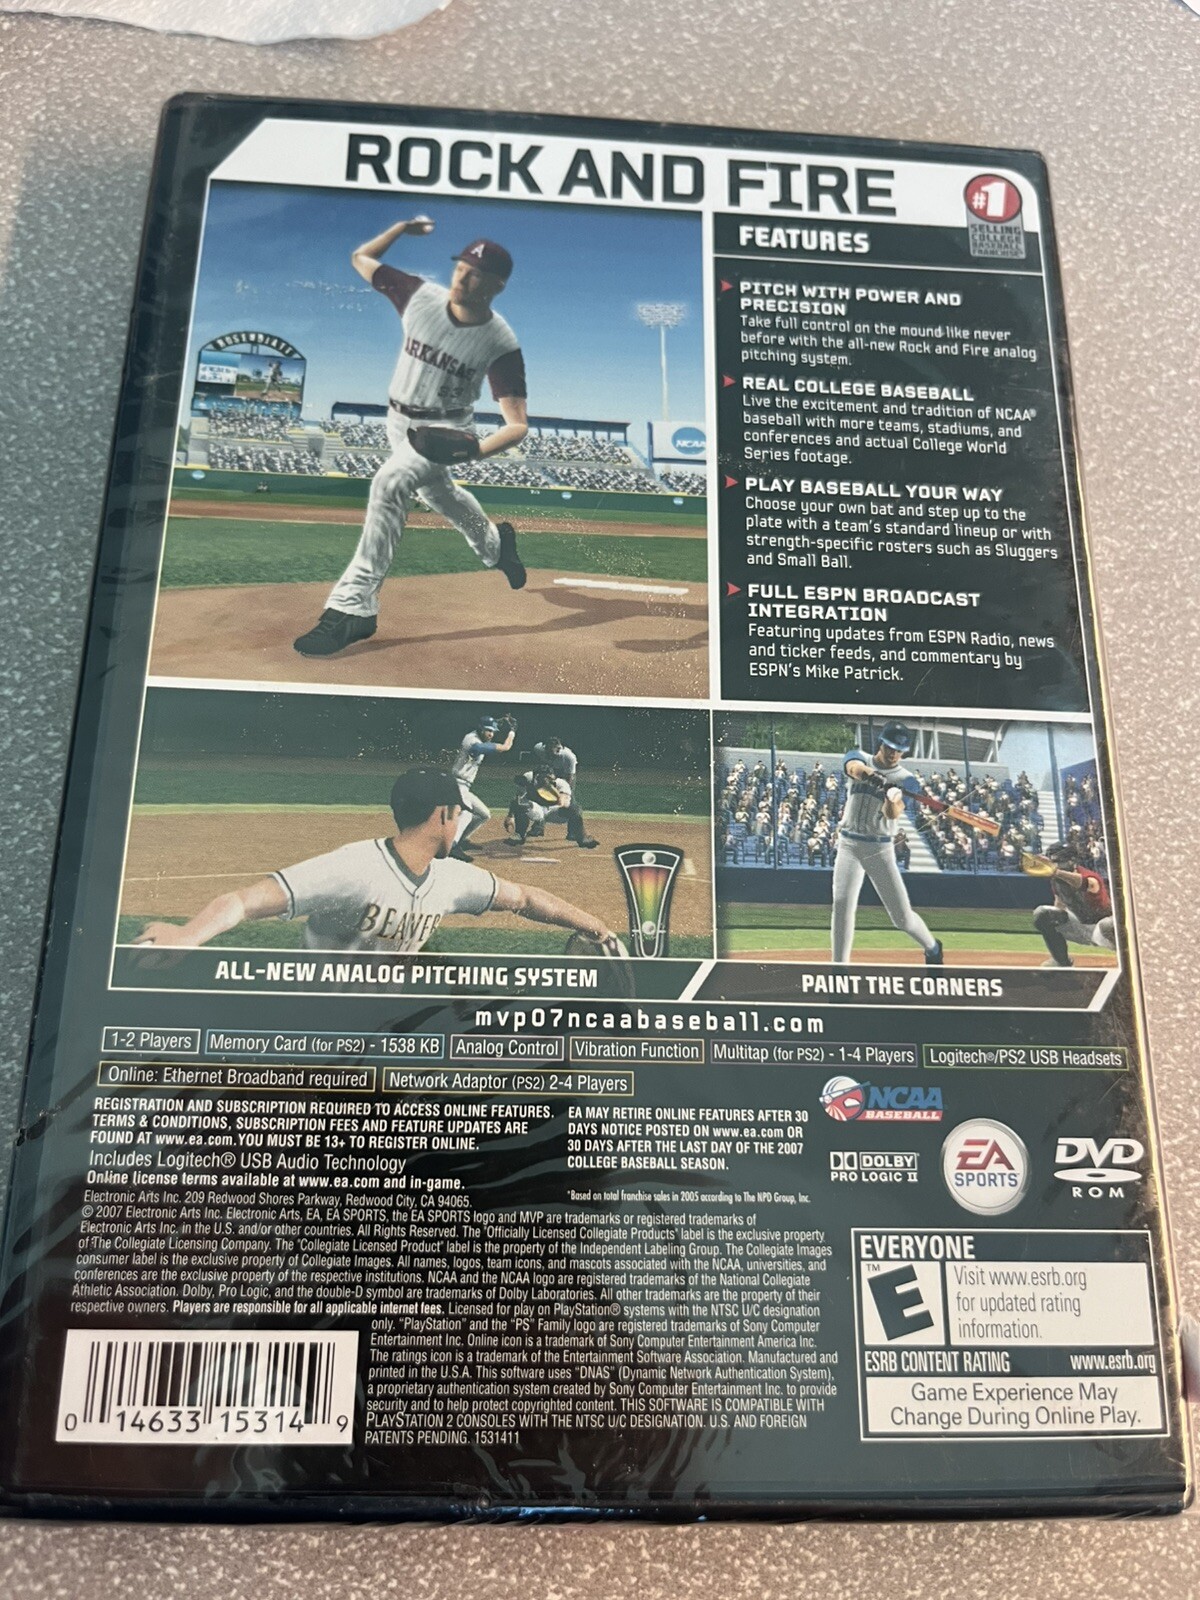 ROCK AND FIRE
#1
SELLING
COLLEGE
BASEBALL
FRANCHISE*
FEATURES
PITCH WITH POWER AND
PRECISION
Take full control on the mound like never
before with the all-new Rock and Fire analog
pitching system.
REAL COLLEGE BASEBALL
Live the excitement and tradition of NCAA®
baseball with more teams, stadiums, and
conferences and actual College World
Series footage.
PLAY BASEBALL YOUR WAY
Choose your own bat and step up to the
plate with a team's standard lineup or with
strength-specific rosters such as Sluggers
and Small Ball.
FULL ESPN BROADCAST
INTEGRATION
Featuring updates from ESPN Radio, news
and ticker feeds, and commentary by
ESPN's Mike Patrick.
A
ARKANSAS
ROSENBLATT
NCAA
BEAVERS
ALL-NEW ANALOG PITCHING SYSTEM
PAINT THE CORNERS
mvp07ncaabaseball.com
1-2 Players
Memory Card (for PS2) - 1538 KB
Analog Control
Vibration Function
Multitap (for PS2) - 1-4 Players
Logitech®/PS2 USB Headsets
Online: Ethernet Broadband required
Network Adaptor (PS2) 2-4 Players
REGISTRATION AND SUBSCRIPTION REQUIRED TO ACCESS ONLINE FEATURES.
TERMS & CONDITIONS, SUBSCRIPTION FEES AND FEATURE UPDATES ARE
FOUND AT www.ea.com. YOU MUST BE 13+ TO REGISTER ONLINE.
Includes Logitech® USB Audio Technology
Online license terms available at www.ea.com and in-game.
EA MAY RETIRE ONLINE FEATURES AFTER 30
DAYS NOTICE POSTED ON www.ea.com OR
30 DAYS AFTER THE LAST DAY OF THE 2007
COLLEGE BASEBALL SEASON.
*Based on total franchise sales in 2005 according to The NPD Group, Inc.
NCAA
BASEBALL
DOLBY
PRO LOGIC II
EA
SPORTS™
DVD
ROM
Electronic Arts Inc. 209 Redwood Shores Parkway, Redwood City, CA 94065.
© 2007 Electronic Arts Inc. Electronic Arts, EA, EA SPORTS, the EA SPORTS logo and MVP are trademarks or registered trademarks of
Electronic Arts Inc. in the U.S. and/or other countries. All Rights Reserved. The "Officially Licensed Collegiate Products" label is the exclusive property
of The Collegiate Licensing Company. The "Collegiate Licensed Product" label is the property of the Independent Labeling Group. The Collegiate Images
consumer label is the exclusive property of Collegiate Images. All names, logos, team icons, and mascots associated with the NCAA, universities, and
conferences are the exclusive property of the respective institutions. NCAA and the NCAA logo are registered trademarks of the National Collegiate
Athletic Association. Dolby, Pro Logic, and the double-D symbol are trademarks of Dolby Laboratories. All other trademarks are the property of their
respective owners. Players are responsible for all applicable internet fees. Licensed for play on PlayStation® systems with the NTSC U/C designation
only. "PlayStation" and the "PS" Family logo are registered trademarks of Sony Computer
Entertainment Inc. Online icon is a trademark of Sony Computer Entertainment America Inc.
The ratings icon is a trademark of the Entertainment Software Association. Manufactured and
printed in the U.S.A. This software uses "DNAS" (Dynamic Network Authentication System),
a proprietary authentication system created by Sony Computer Entertainment Inc. to provide
security and to help protect copyrighted content. THIS SOFTWARE IS COMPATIBLE WITH
PLAYSTATION 2 CONSOLES WITH THE NTSC U/C DESIGNATION. U.S. AND FOREIGN
PATENTS PENDING. 1531411
0 14633 15314 9
EVERYONE
E™
Visit www.esrb.org
for updated rating
information.
ESRB CONTENT RATING www.esrb.org
Game Experience May
Change During Online Play.